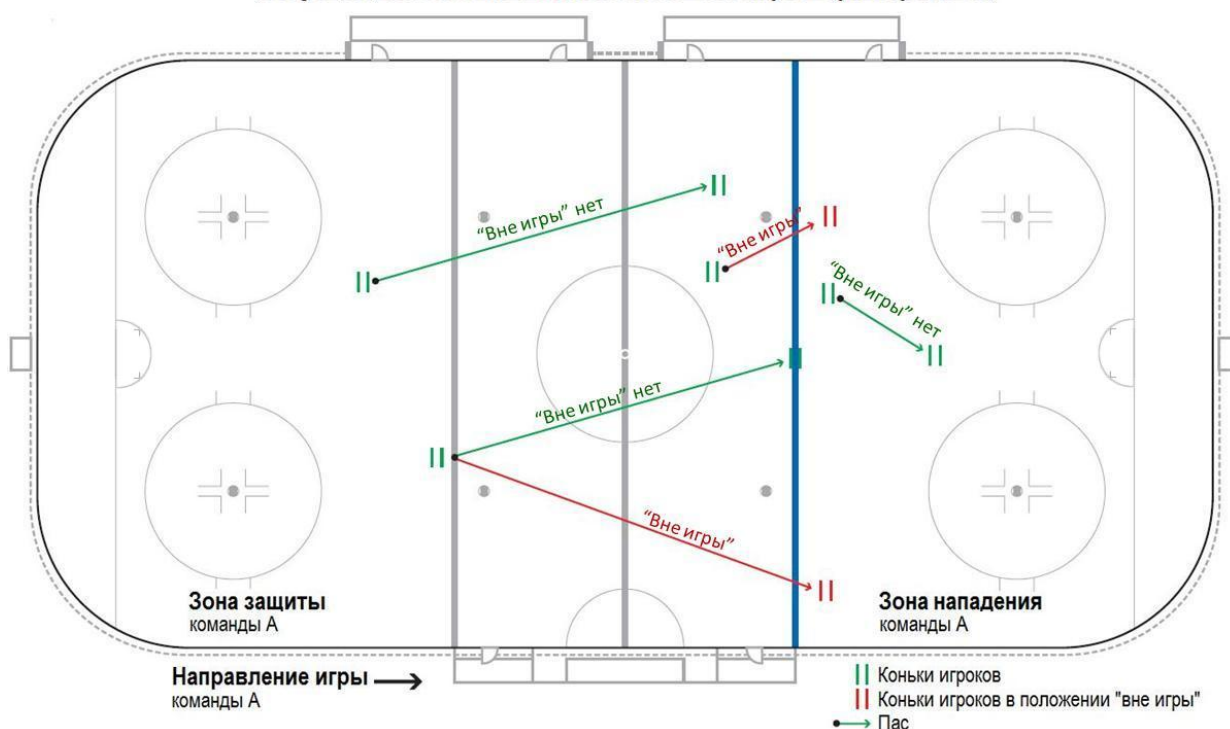 “Вне игры” нет
“Вне игры”
“Вне игры” нет
“Вне игры” нет
“Вне игры”
Зона защиты
команды А
Зона нападения
команды А
Направление игры
команды А
Коньки игроков
Коньки игроков в положении "вне игры"
Пас